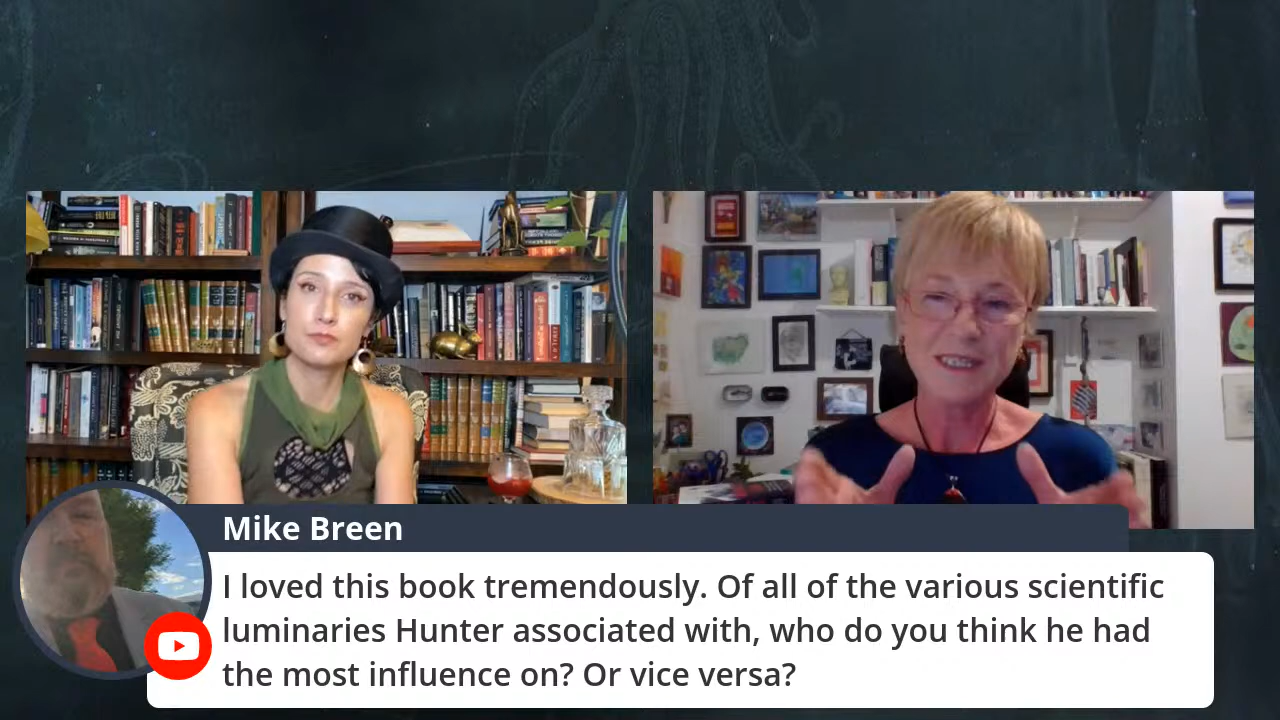 Mike Breen
I loved this book tremendously. Of all of the various scientific
luminaries Hunter associated with, who do you think he had
the most influence on? Or vice versa?